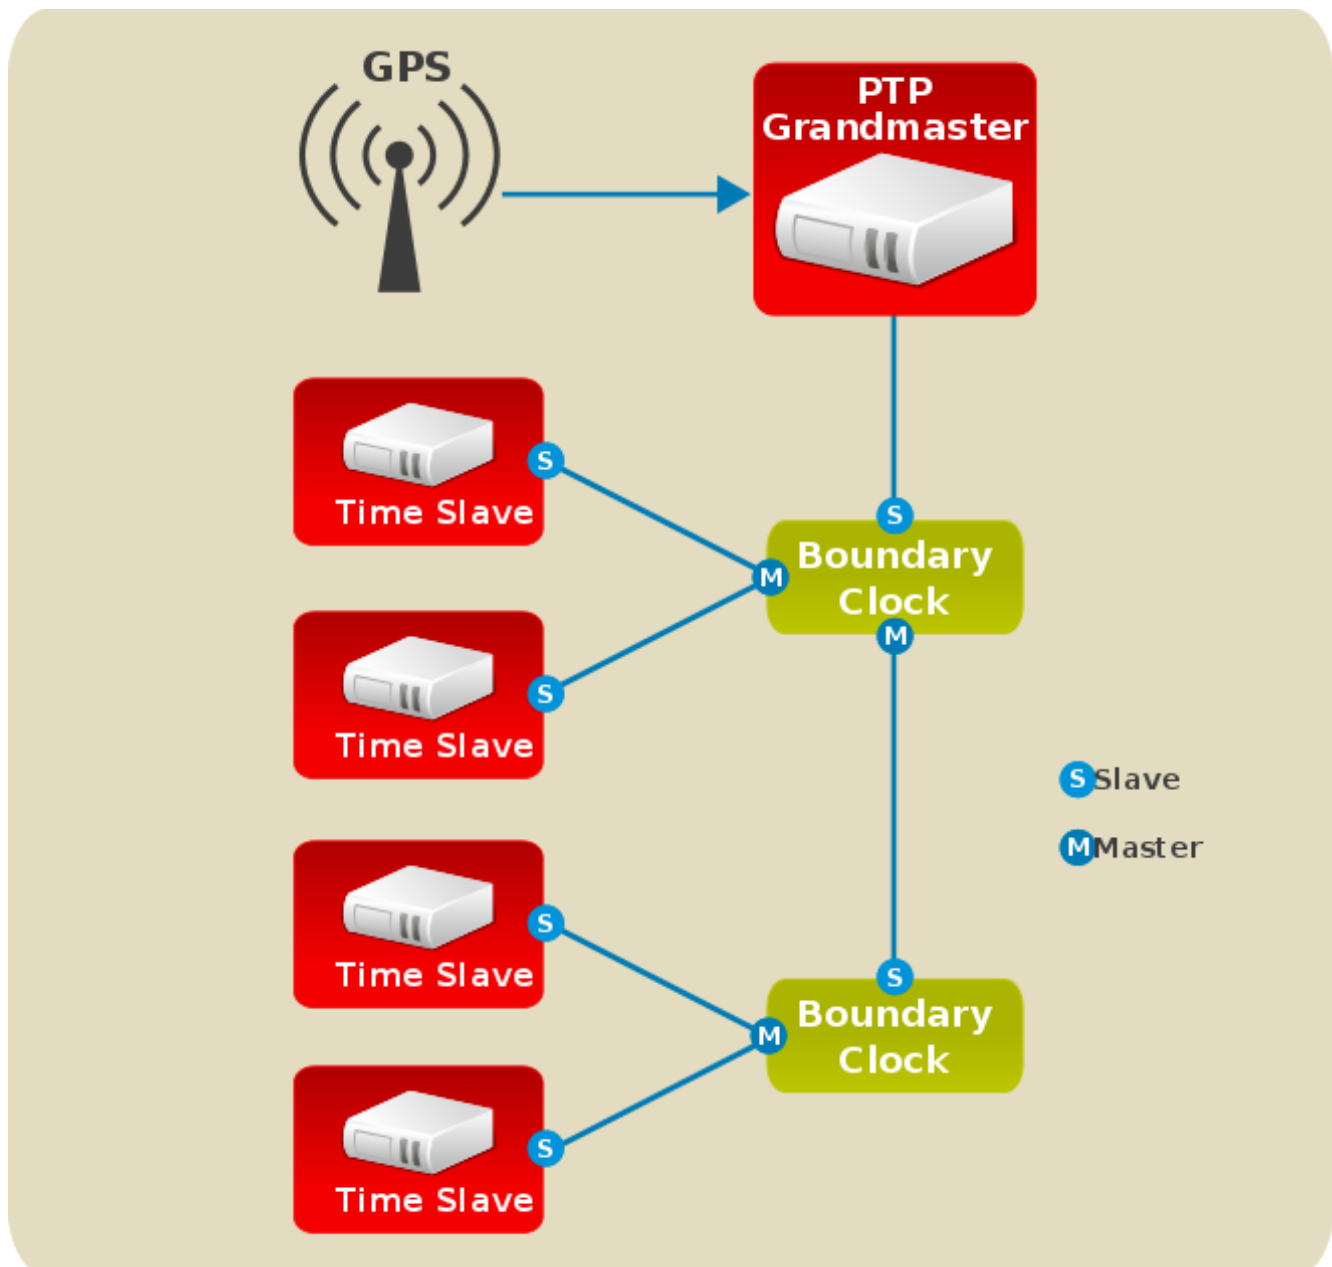 GPS
PTP
Grandmaster
S
Time Slave
S
Boundary
M
Clock
M
S
Time Slave
S Slave
M Master
S
Time Slave
S
Boundary
M
Clock
S
Time Slave